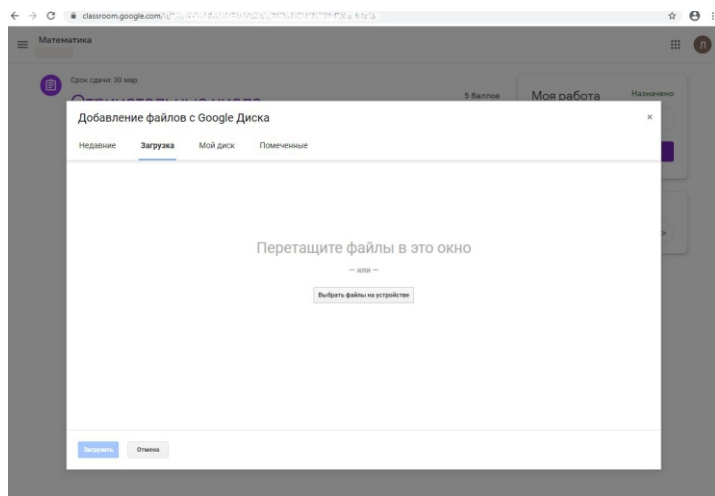 classroom.google.com/
Математика
Л
Срок сдачи: 30 мар.
5 баллов
Моя работа
Назначено
Добавление файлов с Google Диска
×
Недавние
Загрузка
Мой диск
Помеченные
Перетащите файлы в это окно
— или —
Выбрать файлы на устройстве
Загрузить
Отмена